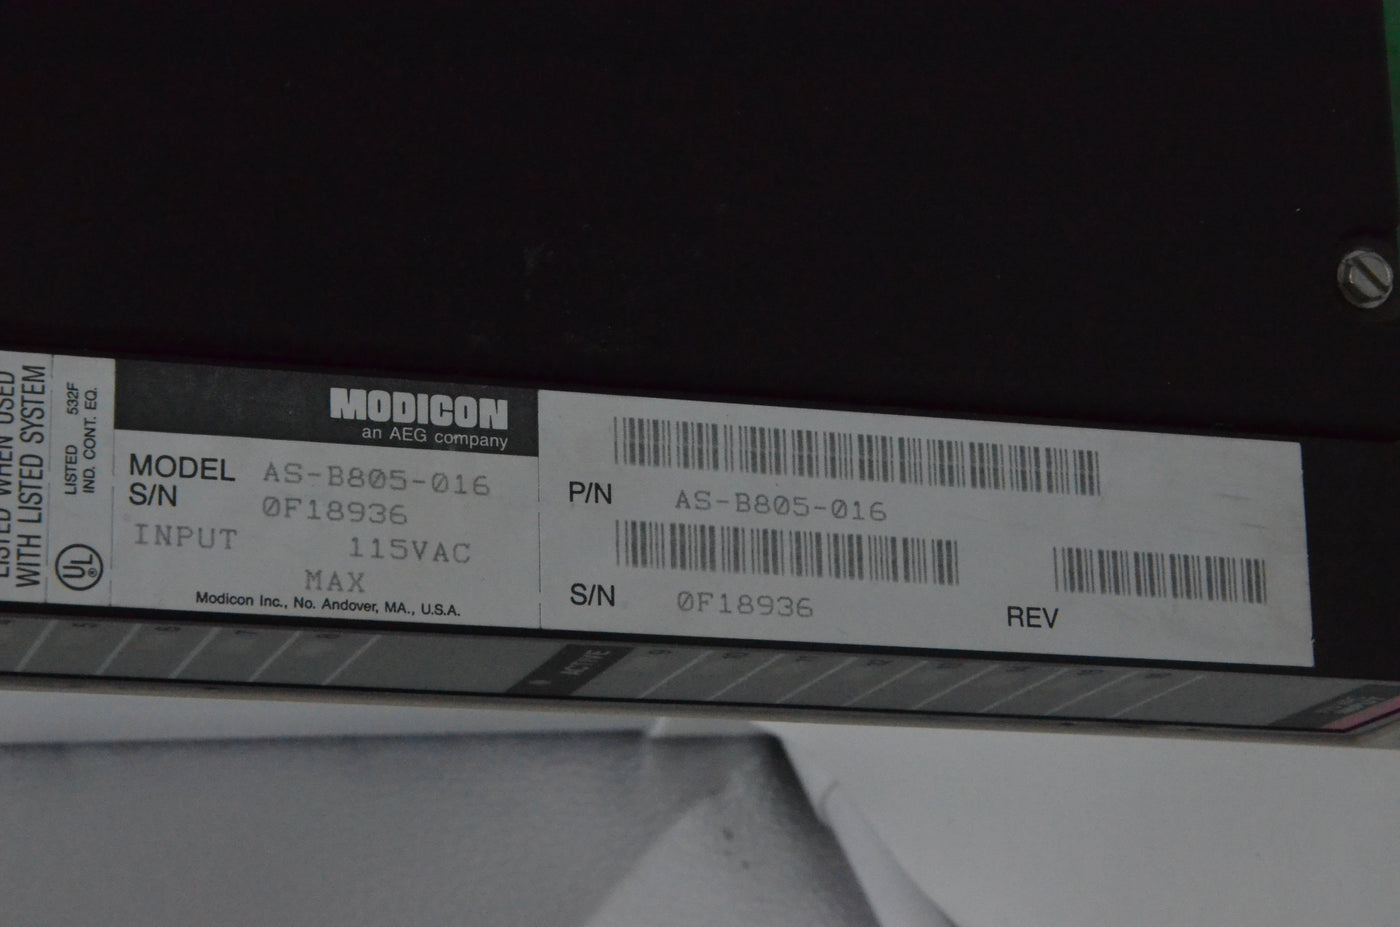 LISTED WHEN USED
WITH LISTED SYSTEM
LISTED 532F
IND. CONT. EQ.
UL
MODICON
an AEG company
MODEL AS-B805-016
S/N 0F18936
INPUT 115VAC
MAX
Modicon Inc., No. Andover, MA., U.S.A.
P/N AS-B805-016
S/N 0F18936
REV
ACTIVE